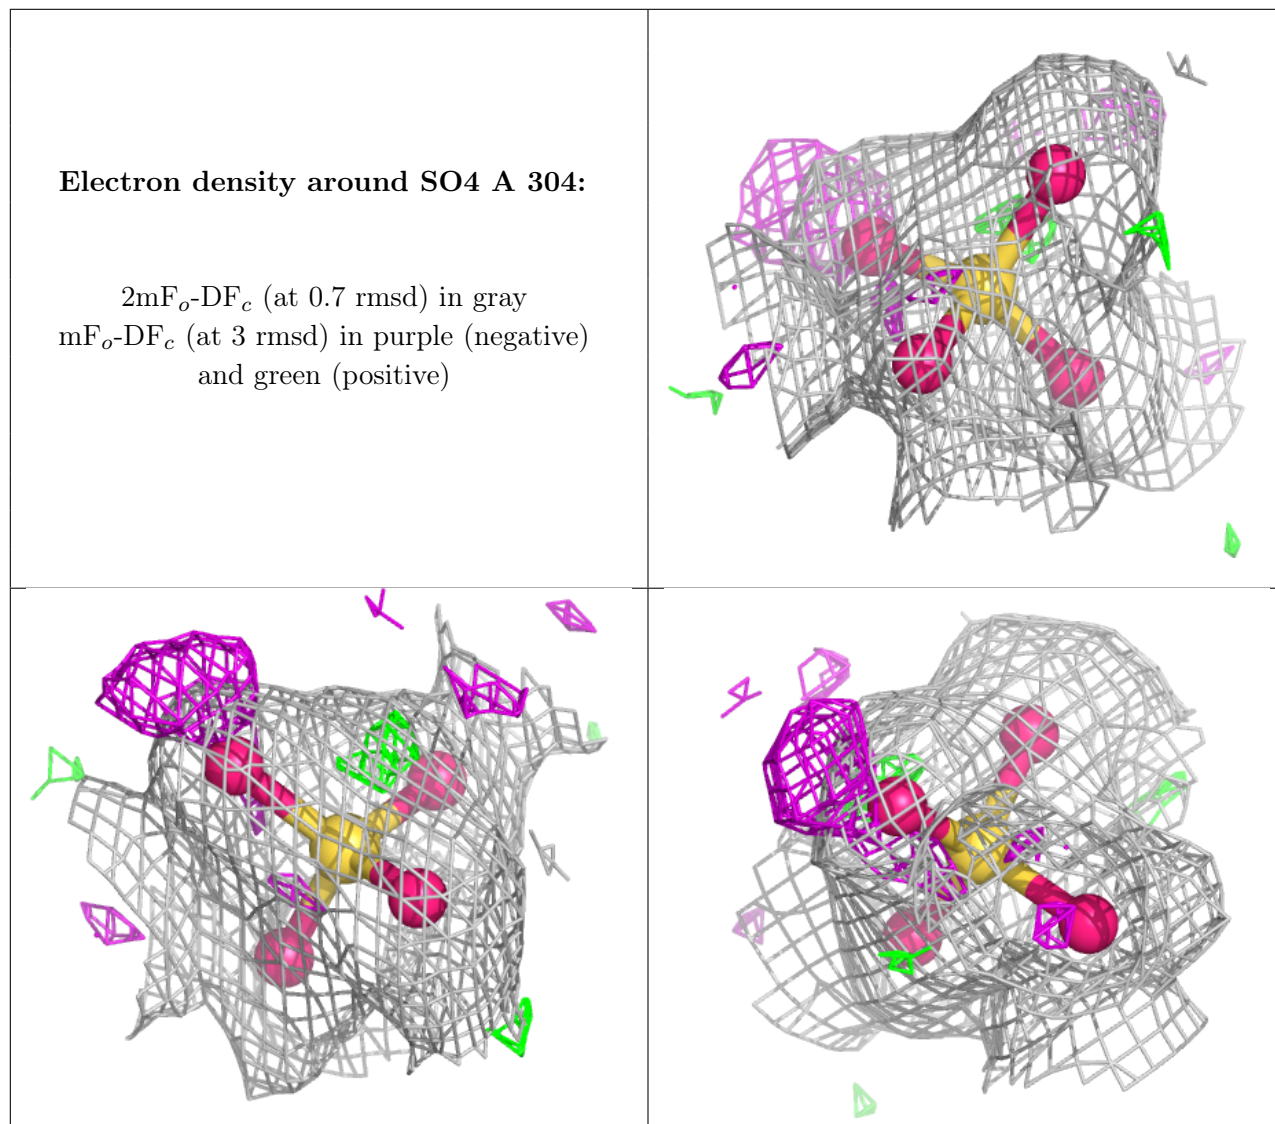 Electron density around SO4 A 304:
2mFo-DFc (at 0.7 rmsd) in gray
mFo-DFc (at 3 rmsd) in purple (negative)
and green (positive)